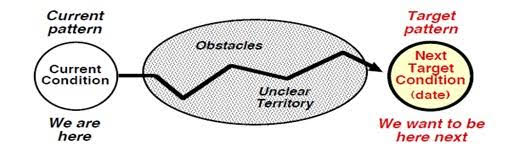 Current
pattern
Current
Condition
We are
here
Obstacles
Unclear
Territory
Target
pattern
Next
Target
Condition
(date)
We want to be
here next